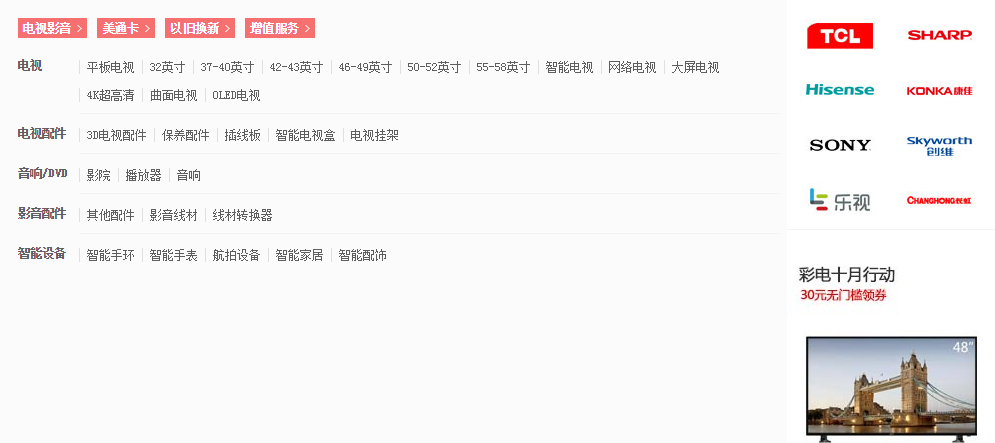 电视影音 > 美通卡 > 以旧换新 > 增值服务 >
电视 平板电视 32英寸 37-40英寸 42-43英寸 46-49英寸 50-52英寸 55-58英寸 智能电视 网络电视 大屏电视
4K超高清 曲面电视 OLED电视
电视配件 3D电视配件 保养配件 插线板 智能电视盒 电视挂架
音响/DVD 影院 播放器 音响
影音配件 其他配件 影音线材 线材转换器
智能设备 智能手环 智能手表 航拍设备 智能家居 智能配饰
TCL SHARP
Hisense KONKA康佳
SONY Skyworth
创维
乐视 CHANGHONG长虹
彩电十月行动
30元无门槛领券
48"